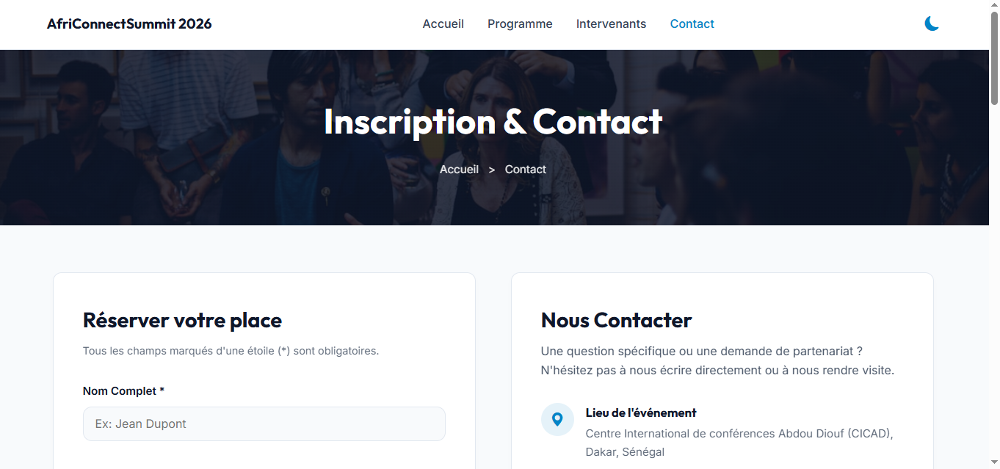 AfriConnectSummit 2026
Accueil
Programme
Intervenants
Contact
Inscription & Contact
Accueil > Contact
Réserver votre place
Tous les champs marqués d'une étoile (*) sont obligatoires.
Nom Complet *
Ex: Jean Dupont
Nous Contacter
Une question spécifique ou une demande de partenariat ?
N'hésitez pas à nous écrire directement ou à nous rendre visite.
Lieu de l'événement
Centre International de conférences Abdou Diouf (CICAD),
Dakar, Sénégal